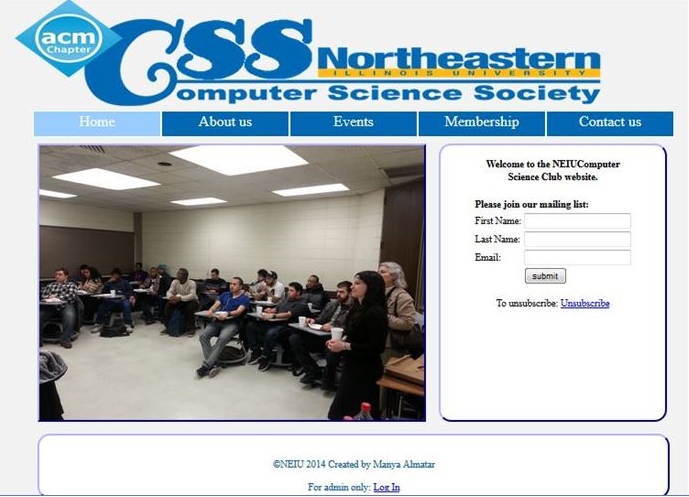 acm
Chapter
CSS Northeastern
ILLINOIS UNIVERSITY
Computer Science Society
Home About us Events Membership Contact us
Welcome to the NEIUComputer
Science Club website.
Please join our mailing list:
First Name:
Last Name:
Email:
submit
To unsubscribe: Unsubscribe
©NEIU 2014 Created by Manya Almatar
For admin only: Log In